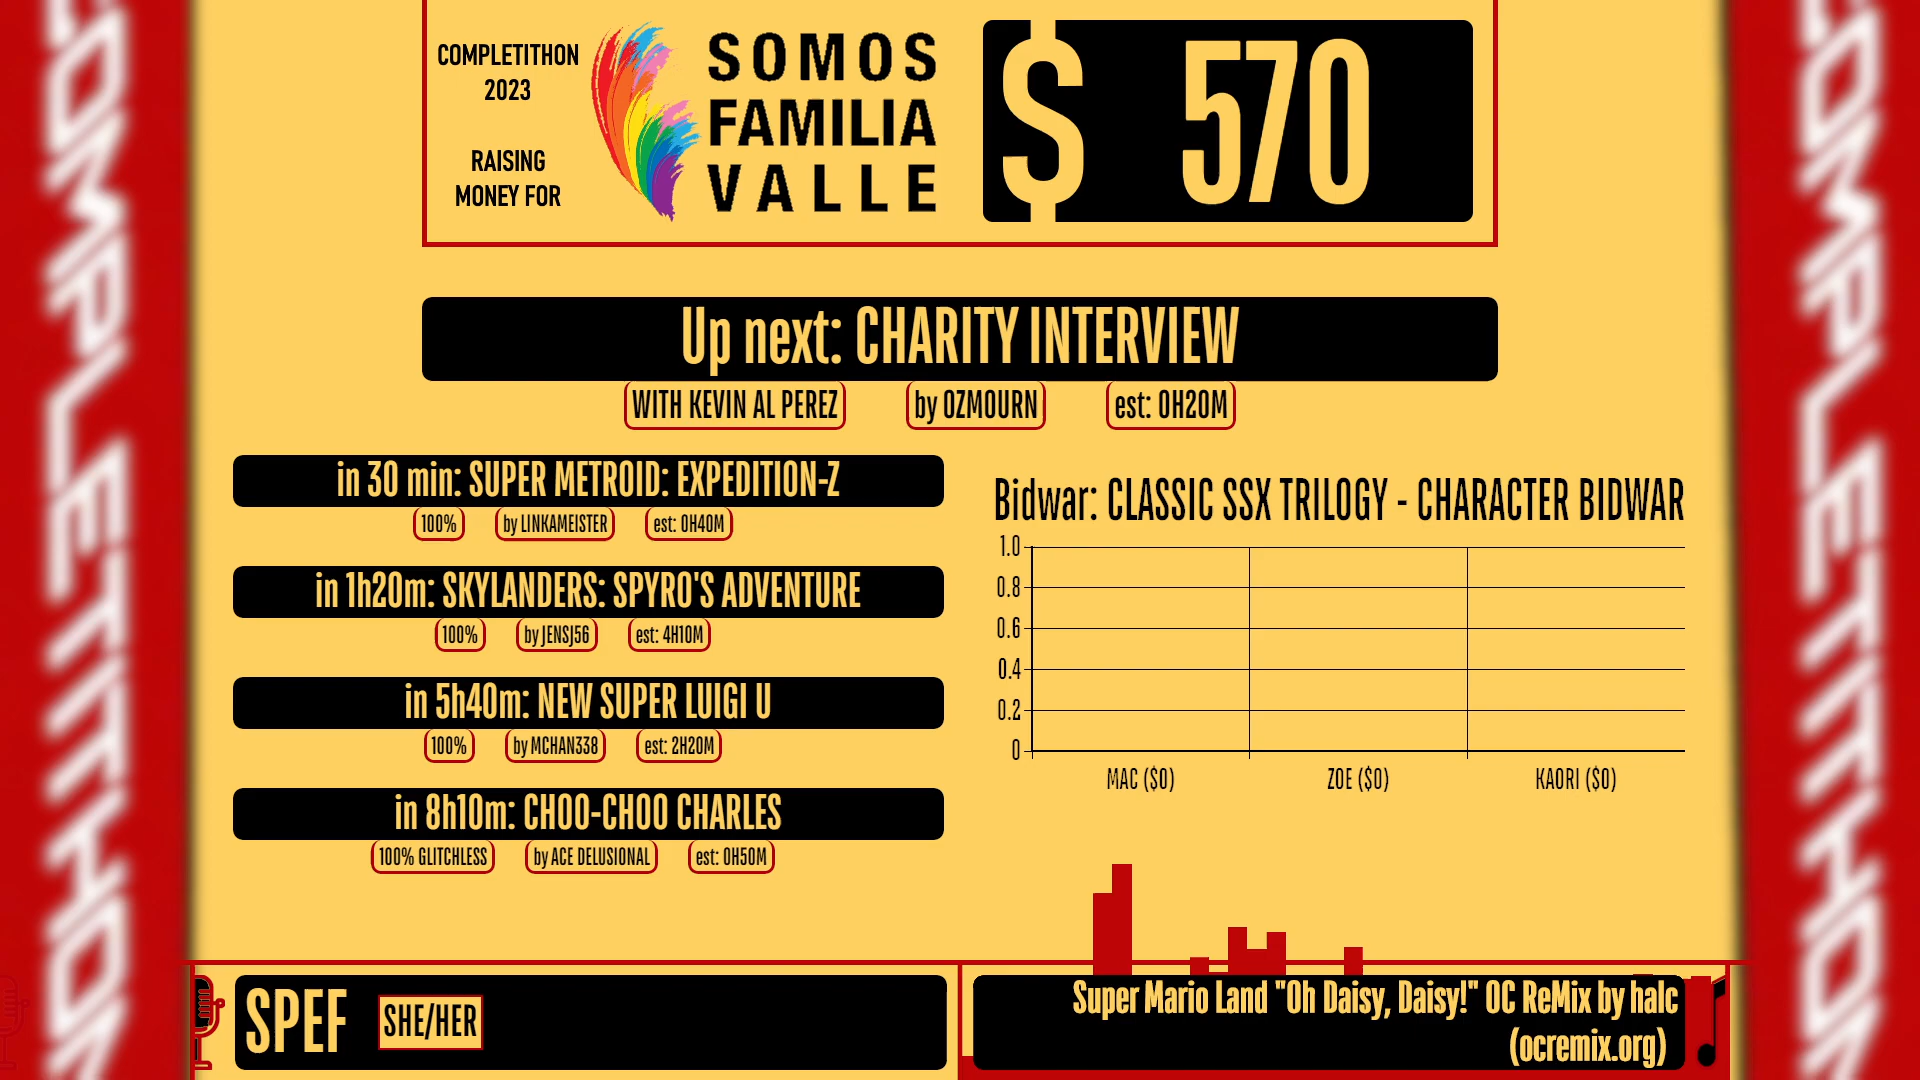 COMPLETITHON
2023
RAISING
MONEY FOR
SOMOS
FAMILIA
VALLE
$ 570
Up next: CHARITY INTERVIEW
WITH KEVIN AL PEREZ by OZMOURN est: 0H20M
in 30 min: SUPER METROID: EXPEDITION-Z
100% by LINKAMEISTER est: 0H40M
in 1h20m: SKYLANDERS: SPYRO'S ADVENTURE
100% by JENSJ56 est: 4H10M
in 5h40m: NEW SUPER LUIGI U
100% by MCHAN338 est: 2H20M
in 8h10m: CHOO-CHOO CHARLES
100% GLITCHLESS by ACE DELUSIONAL est: 0H50M
Bidwar: CLASSIC SSX TRILOGY - CHARACTER BIDWAR
1.0
0.8
0.6
0.4
0.2
0
MAC ($0) ZOE ($0) KAORI ($0)
SPEF SHE/HER
Super Mario Land "Oh Daisy, Daisy!" OC ReMix by halc
(ocremix.org)
COMPLETITHON
COMPLETITHON